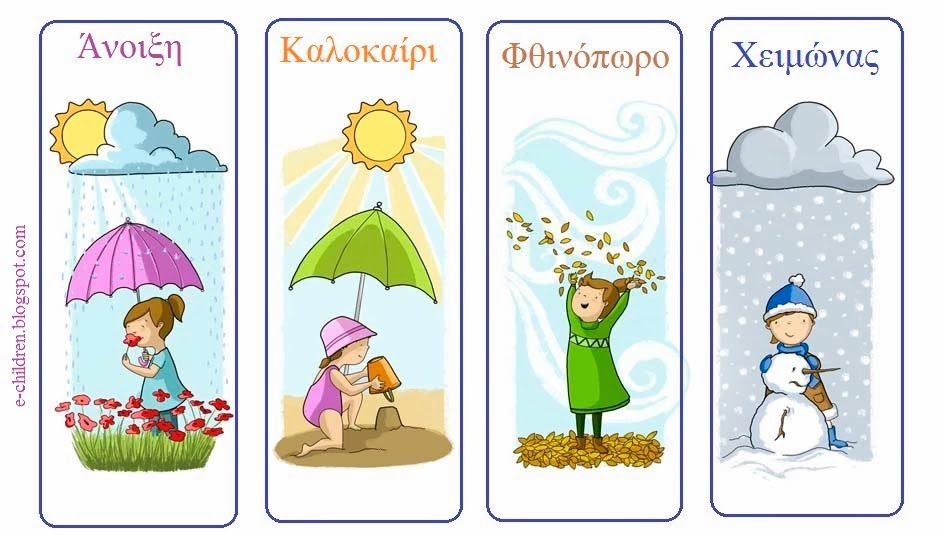 Άνοιξη
Καλοκαίρι
Φθινόπωρο
Χειμώνας
e-children.blogspot.com